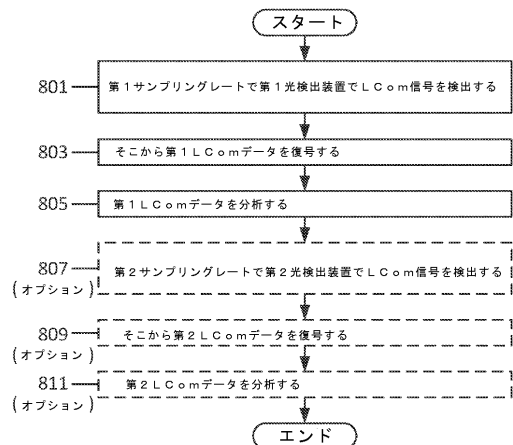 スタート
801
第1サンプリングレートで第1光検出装置でLCom信号を検出する
803
そこから第1LComデータを復号する
805
第1LComデータを分析する
807
(オプション)
第2サンプリングレートで第2光検出装置でLCom信号を検出する
809
(オプション)
そこから第2LComデータを復号する
811
(オプション)
第2LComデータを分析する
エンド